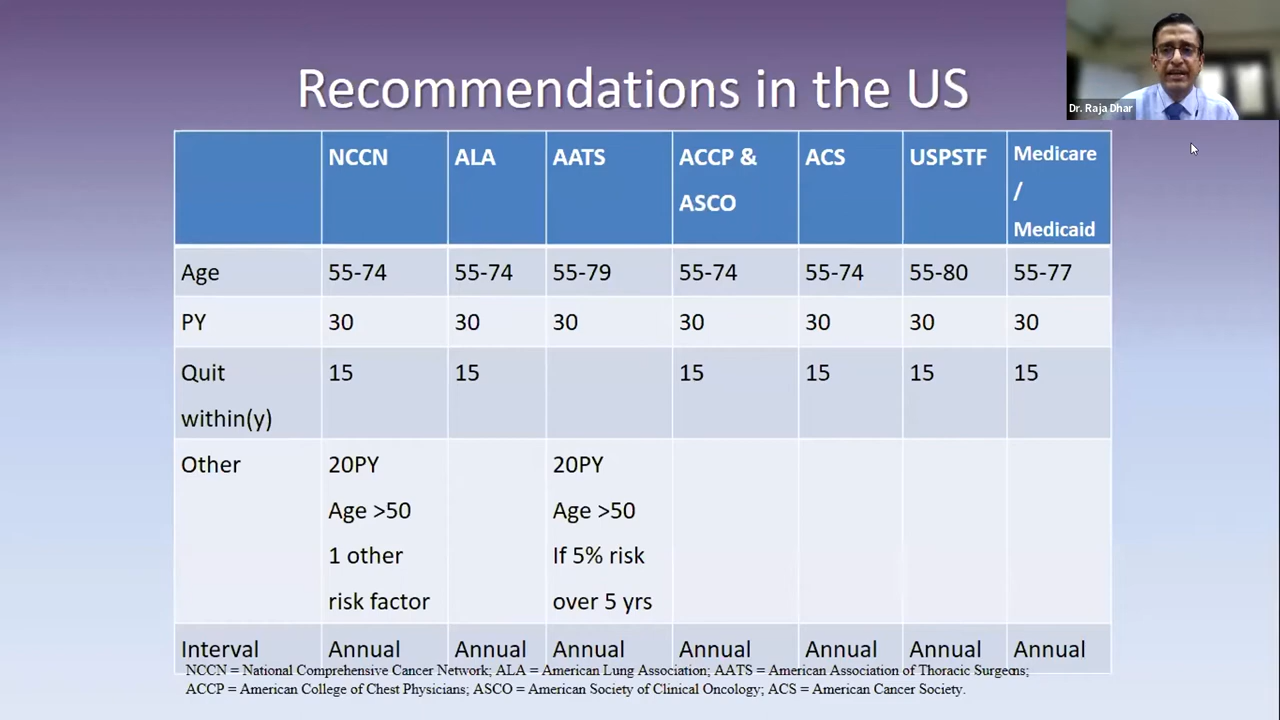 Recommendations in the US
Dr. Raja Dhar
NCCN ALA AATS ACCP & ASCO ACS USPSTF Medicare / Medicaid
Age 55-74 55-74 55-79 55-74 55-74 55-80 55-77
PY 30 30 30 30 30 30 30
Quit within(y) 15 15 15 15 15 15
Other
20PY
Age >50
1 other
risk factor
20PY
Age >50
If 5% risk
over 5 yrs
Interval Annual Annual Annual Annual Annual Annual Annual
NCCN = National Comprehensive Cancer Network; ALA = American Lung Association; AATS = American Association of Thoracic Surgeons;
ACCP = American College of Chest Physicians; ASCO = American Society of Clinical Oncology; ACS = American Cancer Society.